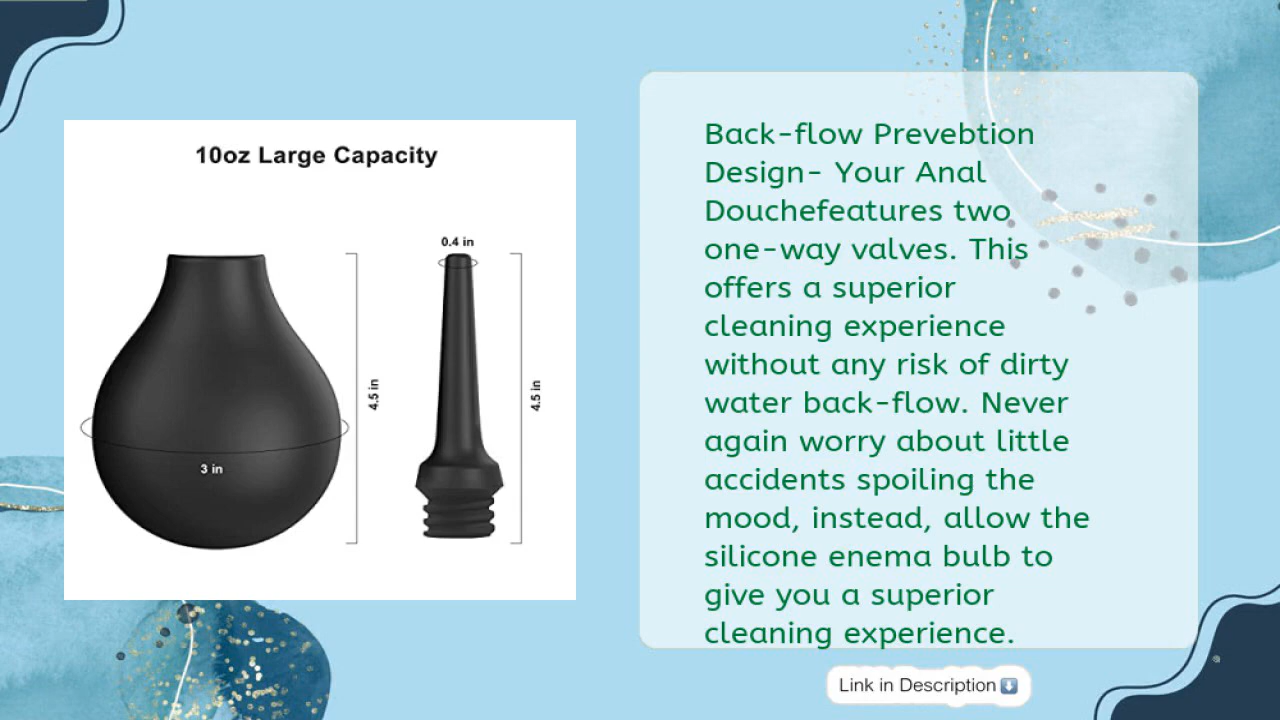 10oz Large Capacity
0.4 in
4.5 in
4.5 in
3 in
Back-flow Prevebtion
Design- Your Anal
Douchefeatures two
one-way valves. This
offers a superior
cleaning experience
without any risk of dirty
water back-flow. Never
again worry about little
accidents spoiling the
mood, instead, allow the
silicone enema bulb to
give you a superior
cleaning experience.
Link in Description⬇️